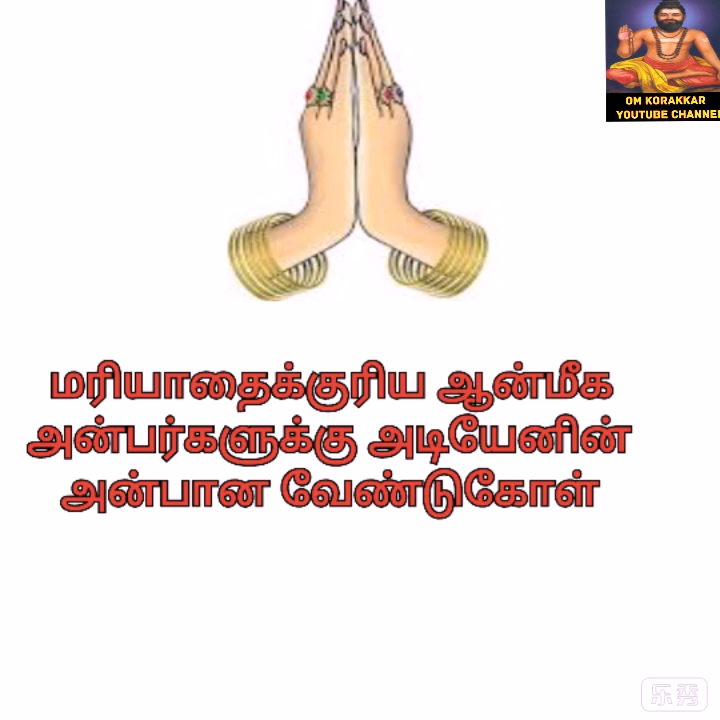 OM KORAKKAR
YOUTUBE CHANNEL
மரியாதைக்குரிய ஆன்மீக
அன்பர்களுக்கு அடியேனின்
அன்பான வேண்டுகோள்
乐秀